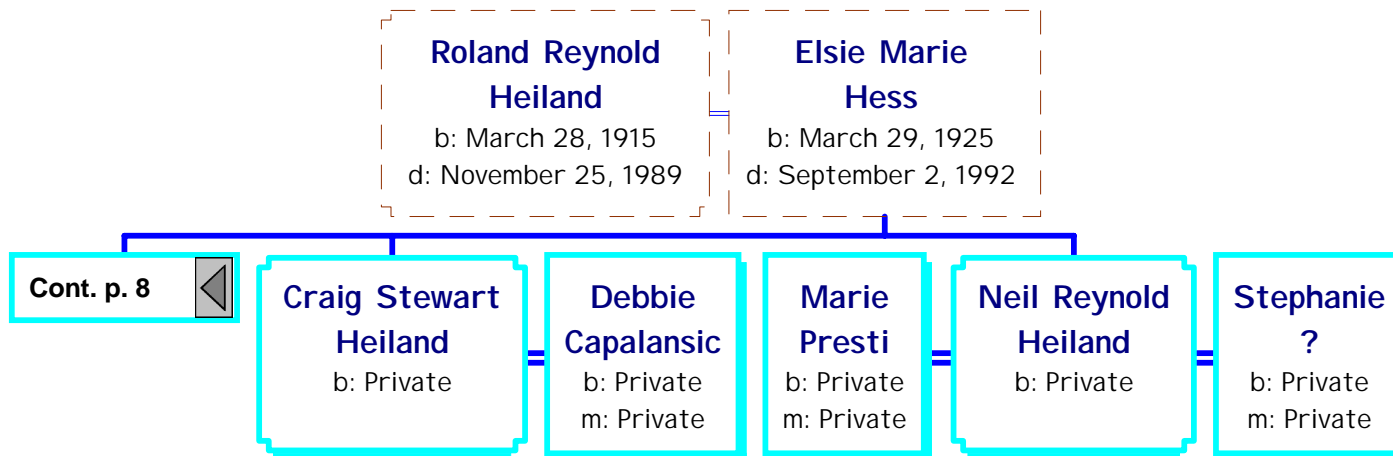 Roland Reynold
Heiland
b: March 28, 1915
d: November 25, 1989
Elsie Marie
Hess
b: March 29, 1925
d: September 2, 1992
Cont. p. 8
Craig Stewart
Heiland
b: Private
Debbie
Capalansic
b: Private
m: Private
Marie
Presti
b: Private
m: Private
Neil Reynold
Heiland
b: Private
Stephanie
?
b: Private
m: Private